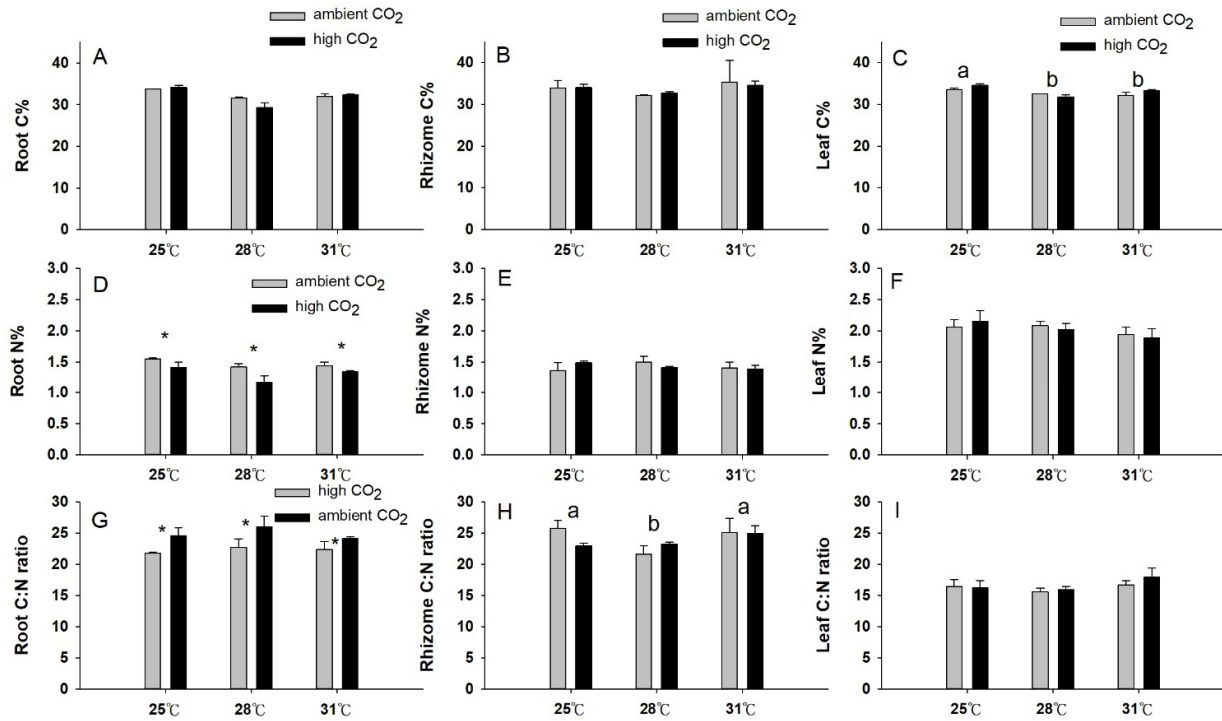 ambient CO2
high CO2
A
Root C%
40
30
20
10
0
25℃ 28℃ 31℃
ambient CO2
high CO2
B
Rhizome C%
40
30
20
10
0
25℃ 28℃ 31℃
ambient CO2
high CO2
C
a b b
Leaf C%
40
30
20
10
0
25℃ 28℃ 31℃
D
ambient CO2
high CO2
* * *
Root N%
3.0
2.5
2.0
1.5
1.0
0.5
0.0
25℃ 28℃ 31℃
E
Rhizome N%
3.0
2.5
2.0
1.5
1.0
0.5
0.0
25℃ 28℃ 31℃
F
Leaf N%
3.0
2.5
2.0
1.5
1.0
0.5
0.0
25℃ 28℃ 31℃
high CO2
ambient CO2
G
* * *
Root C:N ratio
30
25
20
15
10
5
0
25℃ 28℃ 31℃
H
a b a
Rhizome C:N ratio
30
25
20
15
10
5
0
25℃ 28℃ 31℃
I
Leaf C:N ratio
30
25
20
15
10
5
0
25℃ 28℃ 31℃